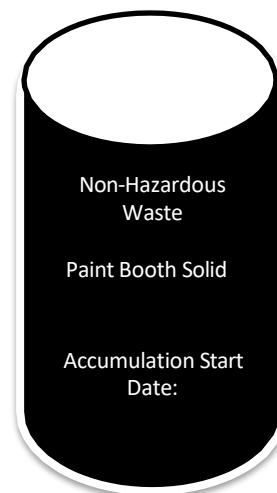 Non-Hazardous
Waste
Paint Booth Solid
Accumulation Start
Date: